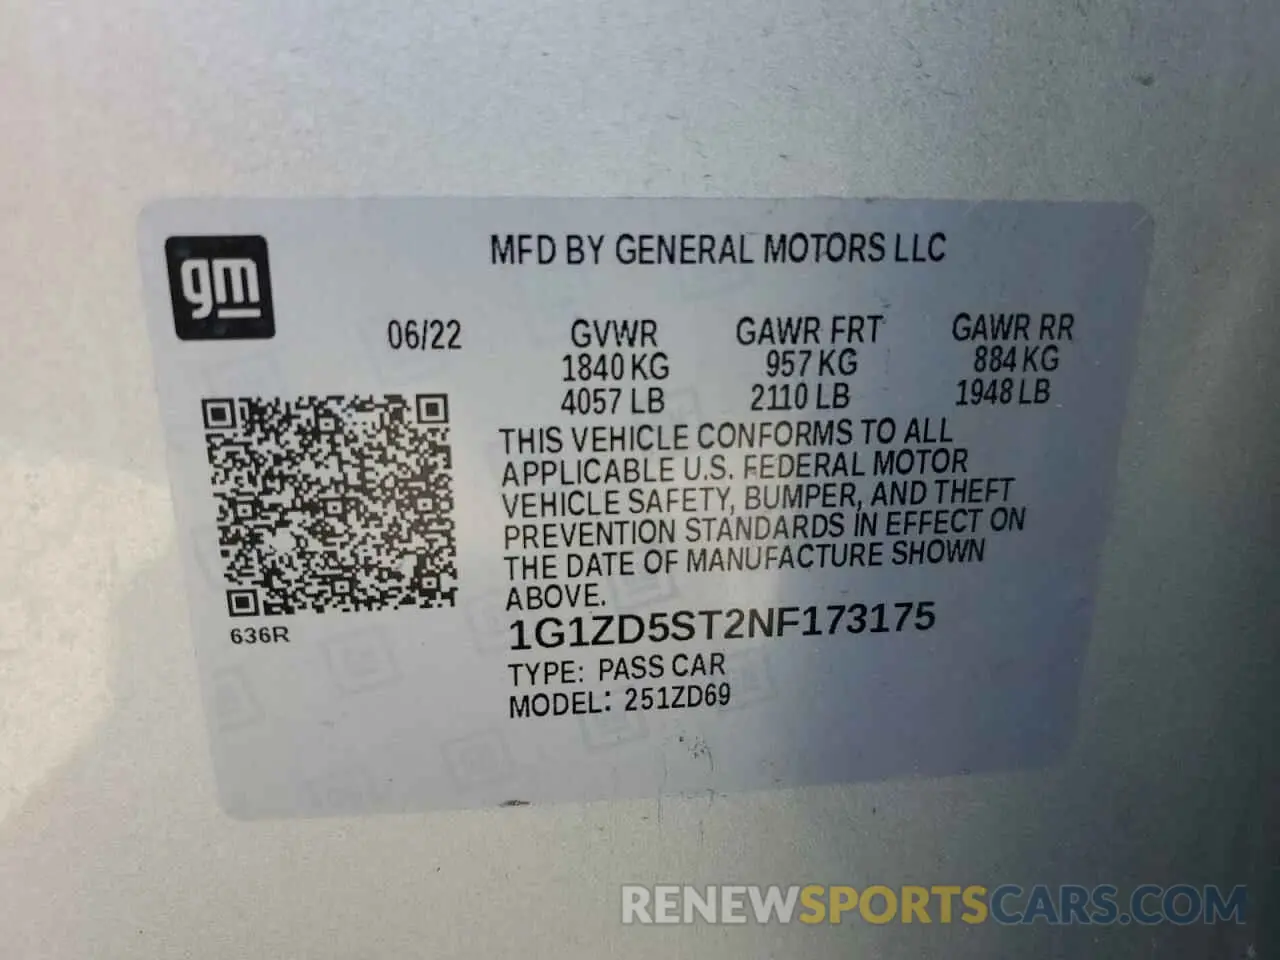 gm
MFD BY GENERAL MOTORS LLC
06/22 GVWR GAWR FRT GAWR RR
1840 KG 957 KG 884 KG
4057 LB 2110 LB 1948 LB
THIS VEHICLE CONFORMS TO ALL
APPLICABLE U.S. FEDERAL MOTOR
VEHICLE SAFETY, BUMPER, AND THEFT
PREVENTION STANDARDS IN EFFECT ON
THE DATE OF MANUFACTURE SHOWN
ABOVE.
636R
1G1ZD5ST2NF173175
TYPE: PASS CAR
MODEL: 251ZD69
RENEWSPORTSCARS.COM